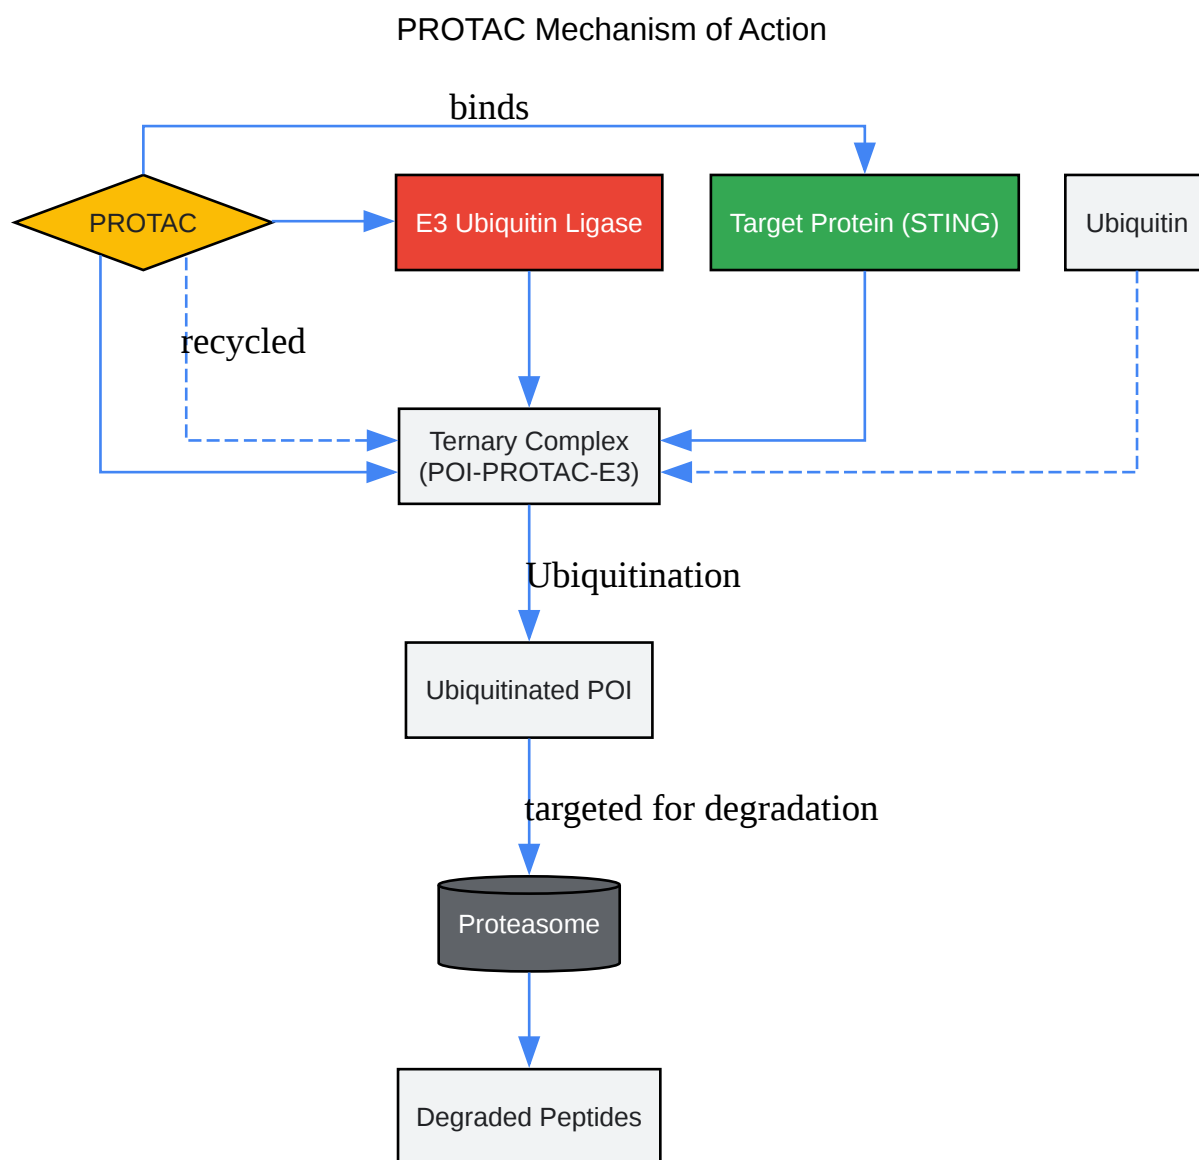 PROTAC Mechanism of Action
binds
PROTAC
E3 Ubiquitin Ligase
Target Protein (STING)
Ubiquitin
recycled
Ternary Complex
(POI-PROTAC-E3)
Ubiquitination
Ubiquitinated POI
targeted for degradation
Proteasome
Degraded Peptides